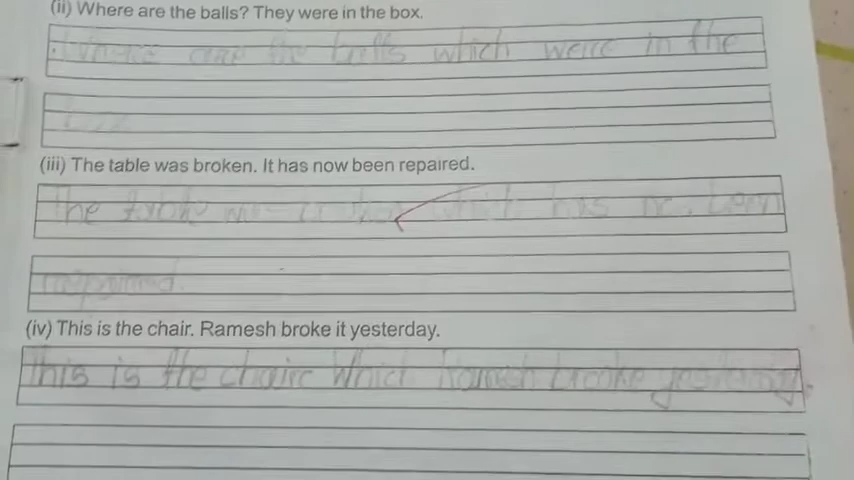 (ii) Where are the balls? They were in the box.
Where are the balls which were in the
box
(iii) The table was broken. It has now been repaired.
The table was which has been
repaired.
(iv) This is the chair. Ramesh broke it yesterday.
This is the chair which Ramesh broke yesterday.